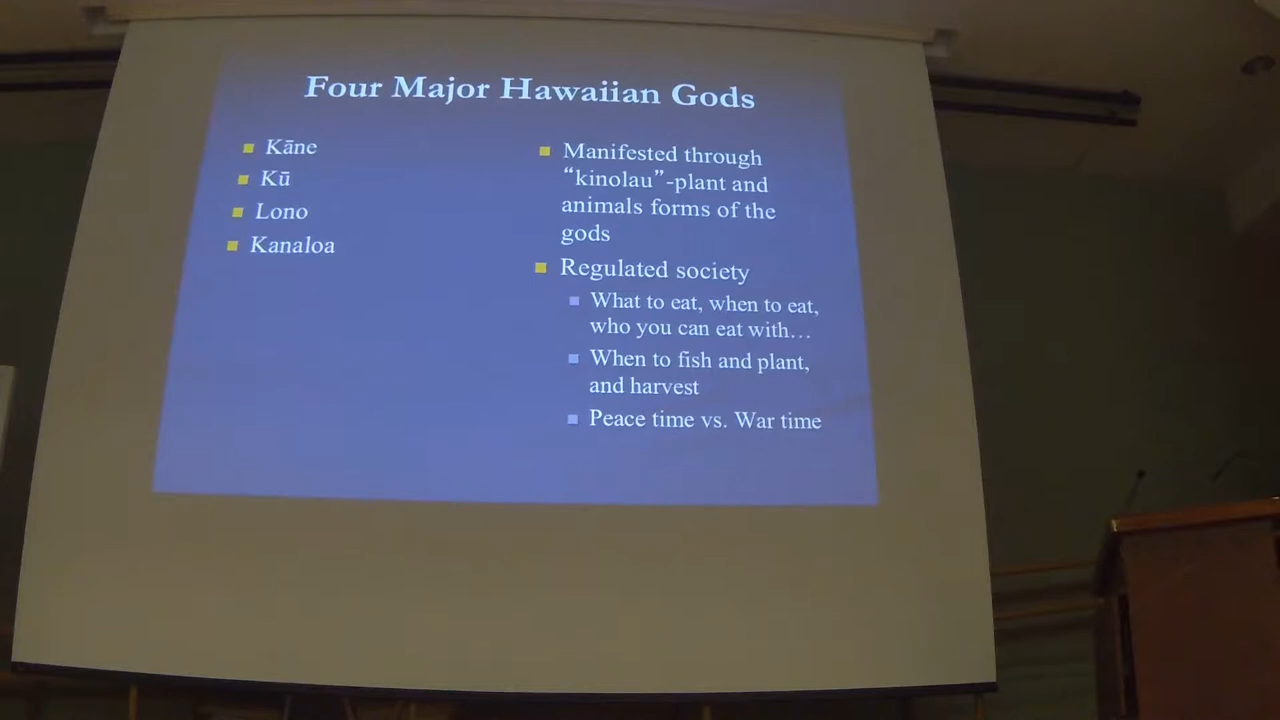 Four Major Hawaiian Gods
Kāne
Kū
Lono
Kanaloa
Manifested through
“kinolau”-plant and
animals forms of the
gods
Regulated society
What to eat, when to eat,
who you can eat with…
When to fish and plant,
and harvest
Peace time vs. War time